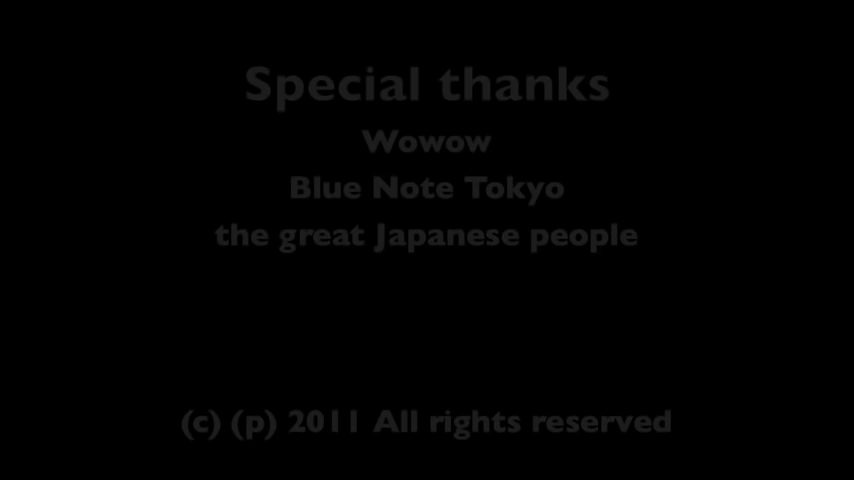 Special thanks
Wowow
Blue Note Tokyo
the great Japanese people
(c) (p) 2011 All rights reserved